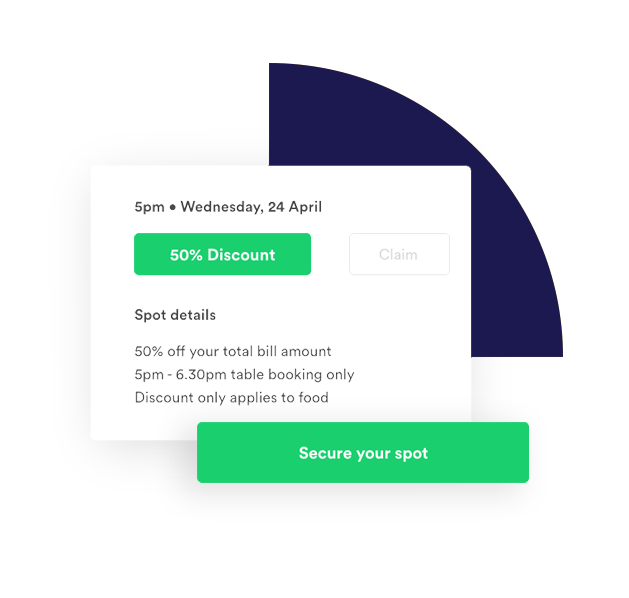 5pm • Wednesday, 24 April
50% Discount
Claim
Spot details
50% off your total bill amount
5pm - 6.30pm table booking only
Discount only applies to food
Secure your spot